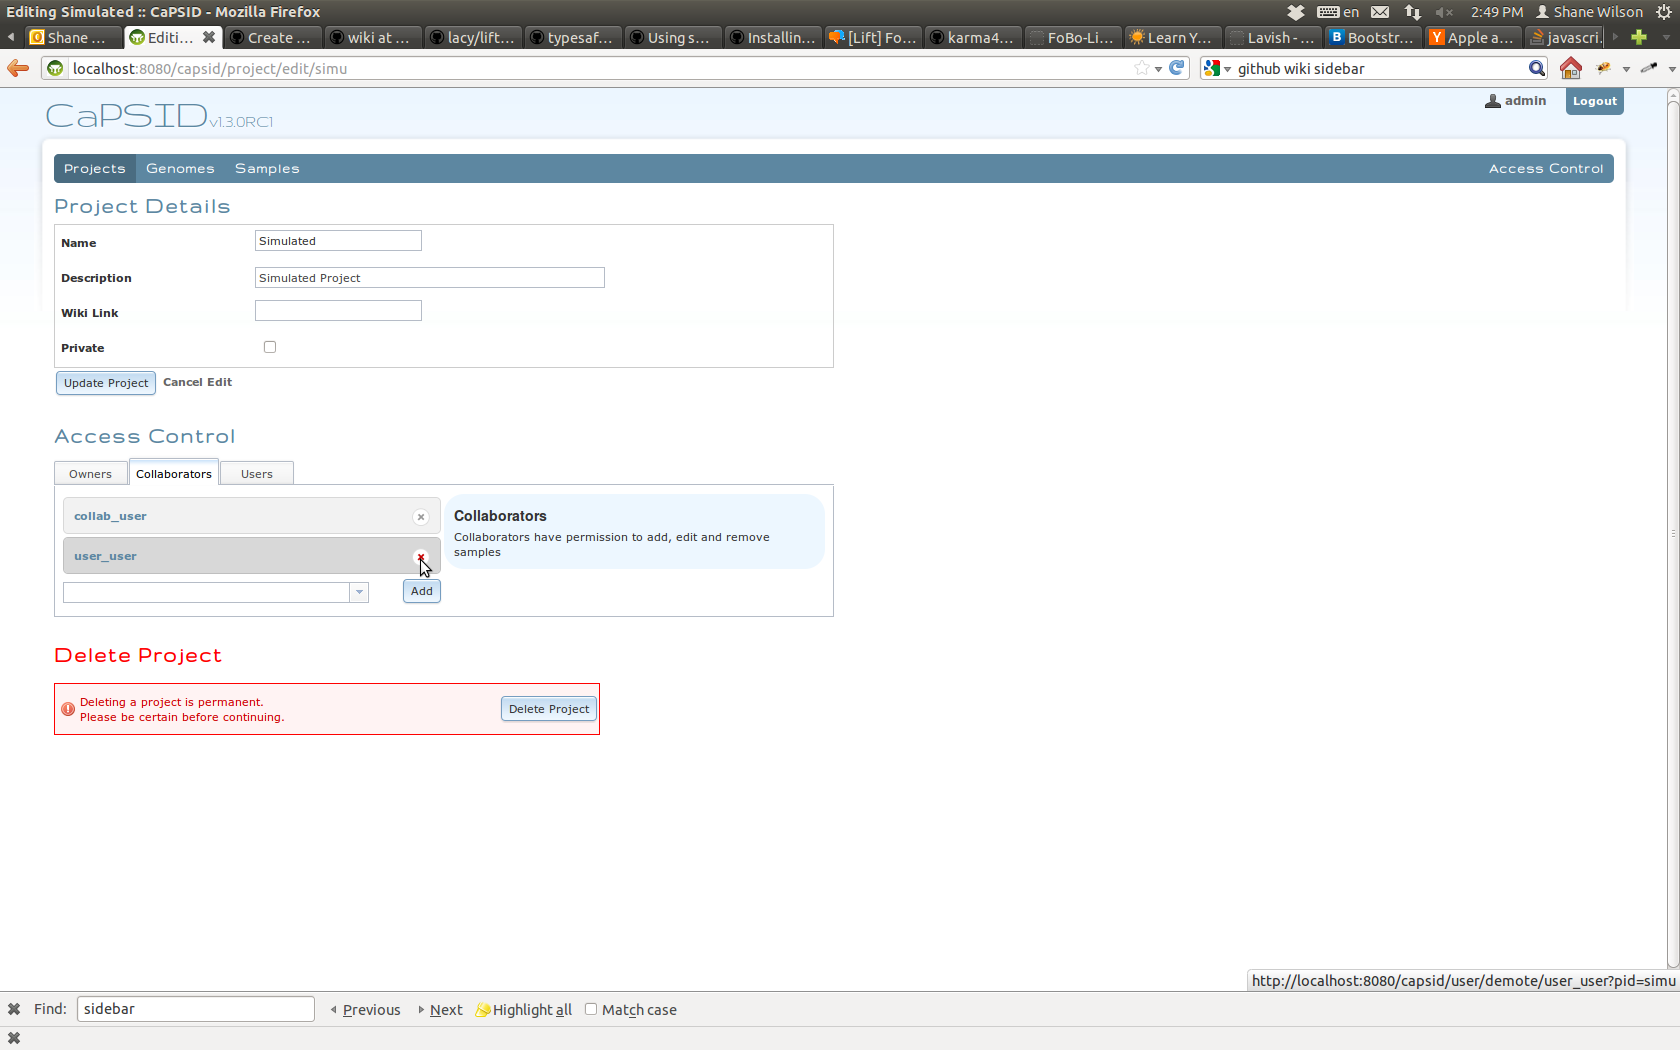 Editing Simulated :: CaPSID - Mozilla Firefox
en
2:49 PM
Shane Wilson
Shane ...
Editi...
Create ...
wiki at ...
lacy/lift...
typesaf...
Using s...
Installin...
[Lift] Fo...
karma4...
FoBo-Li...
Learn Y...
Lavish - ...
Bootstr...
Apple a...
javascri.
localhost:8080/capsid/project/edit/simu
github wiki sidebar
CaPSID v1.3.0RC1
admin
Logout
Projects
Genomes
Samples
Access Control
Project Details
Name
Simulated
Description
Simulated Project
Wiki Link
Private
Update Project
Cancel Edit
Access Control
Owners
Collaborators
Users
collab_user
user_user
Add
Collaborators
Collaborators have permission to add, edit and remove
samples
Delete Project
Deleting a project is permanent.
Please be certain before continuing.
Delete Project
http://localhost:8080/capsid/user/demote/user_user?pid=simu
Find:
sidebar
Previous
Next
Highlight all
Match case